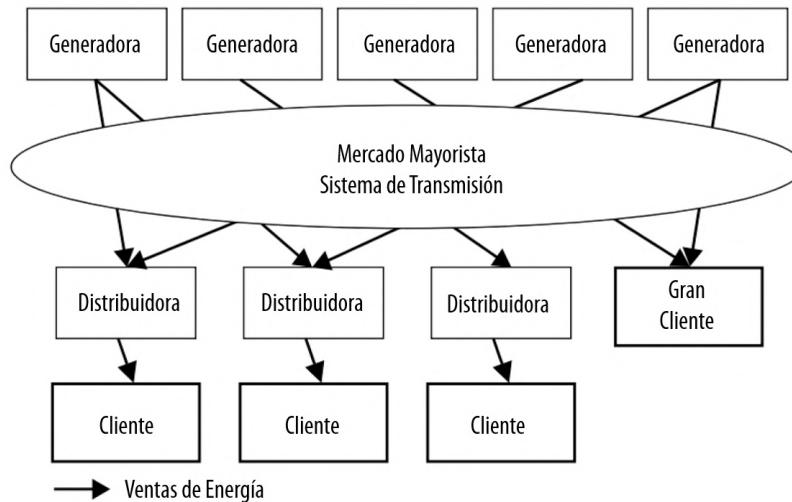 Generadora
Generadora
Generadora
Generadora
Generadora
Mercado Mayorista
Sistema de Transmisión
Distribuidora
Distribuidora
Distribuidora
Gran
Cliente
Cliente
Cliente
Cliente
Ventas de Energía